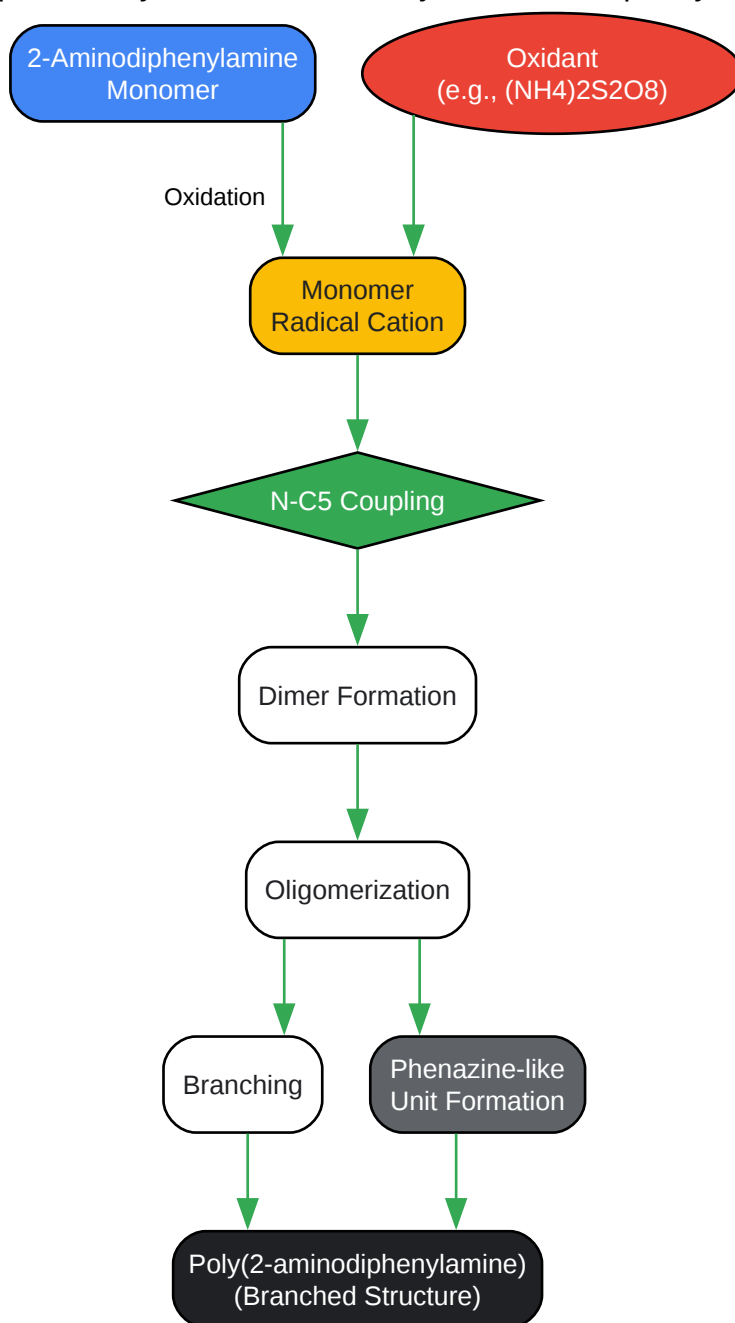 2-Aminodiphenylamine
Monomer
Oxidant
(e.g., (NH4)2S2O8)
Oxidation
Monomer
Radical Cation
N-C5 Coupling
Dimer Formation
Oligomerization
Branching
Phenazine-like
Unit Formation
Poly(2-aminodiphenylamine)
(Branched Structure)